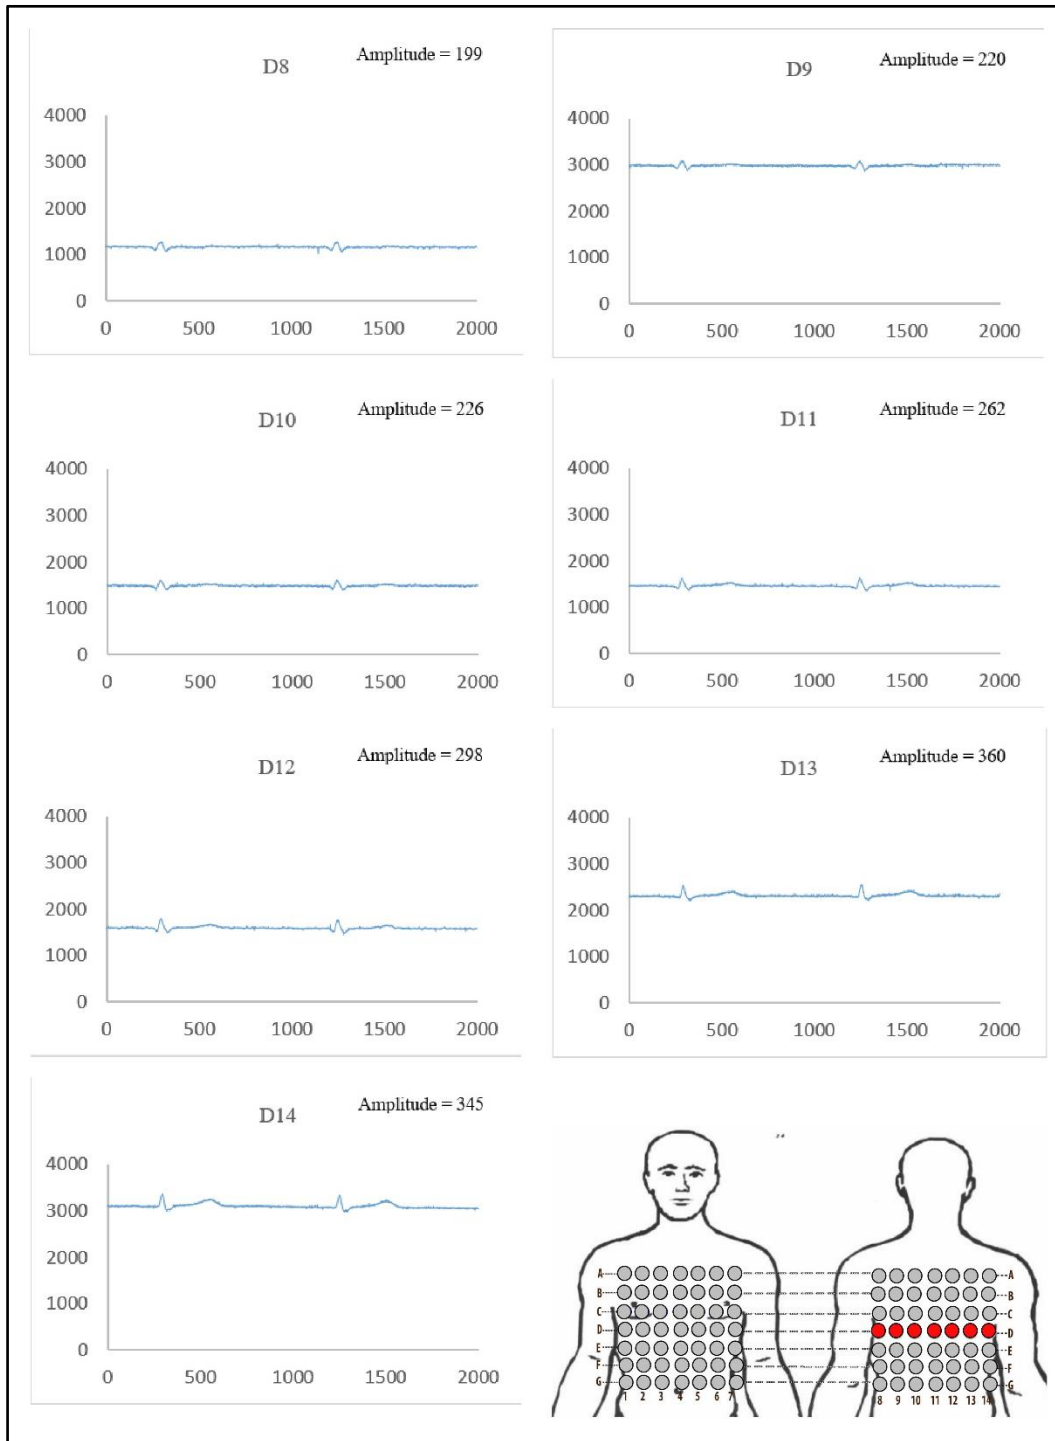 D8
Amplitude = 199
4000
3000
2000
1000
0
0 500 1000 1500 2000
D9
Amplitude = 220
4000
3000
2000
1000
0
0 500 1000 1500 2000
D10
Amplitude = 226
4000
3000
2000
1000
0
0 500 1000 1500 2000
D11
Amplitude = 262
4000
3000
2000
1000
0
0 500 1000 1500 2000
D12
Amplitude = 298
4000
3000
2000
1000
0
0 500 1000 1500 2000
D13
Amplitude = 360
4000
3000
2000
1000
0
0 500 1000 1500 2000
D14
Amplitude = 345
4000
3000
2000
1000
0
0 500 1000 1500 2000
A A
B B
C C
D D
E E
F F
G G
1 2 3 4 5 6 7 8 9 10 11 12 13 14